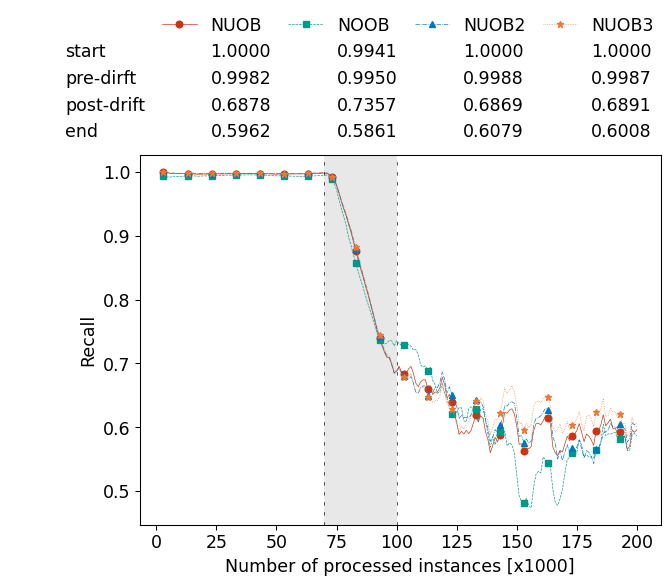 NUOB NOOB NUOB2 NUOB3
start 1.0000 0.9941 1.0000 1.0000
pre-dirft 0.9982 0.9950 0.9988 0.9987
post-drift 0.6878 0.7357 0.6869 0.6891
end 0.5962 0.5861 0.6079 0.6008
1.0
0.9
0.8
0.7
0.6
0.5
Recall
0 25 50 75 100 125 150 175 200
Number of processed instances [x1000]